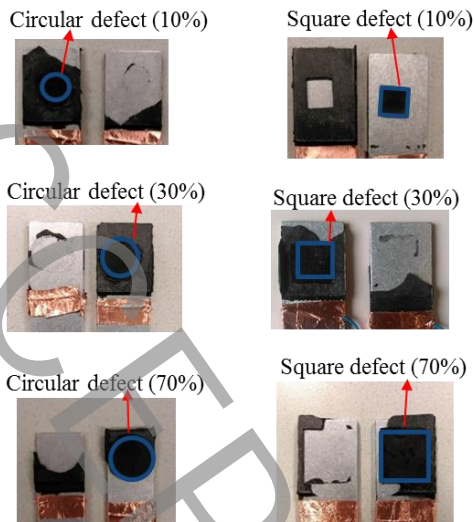 Circular defect (10%)
Square defect (10%)
Circular defect (30%)
Square defect (30%)
Circular defect (70%)
Square defect (70%)